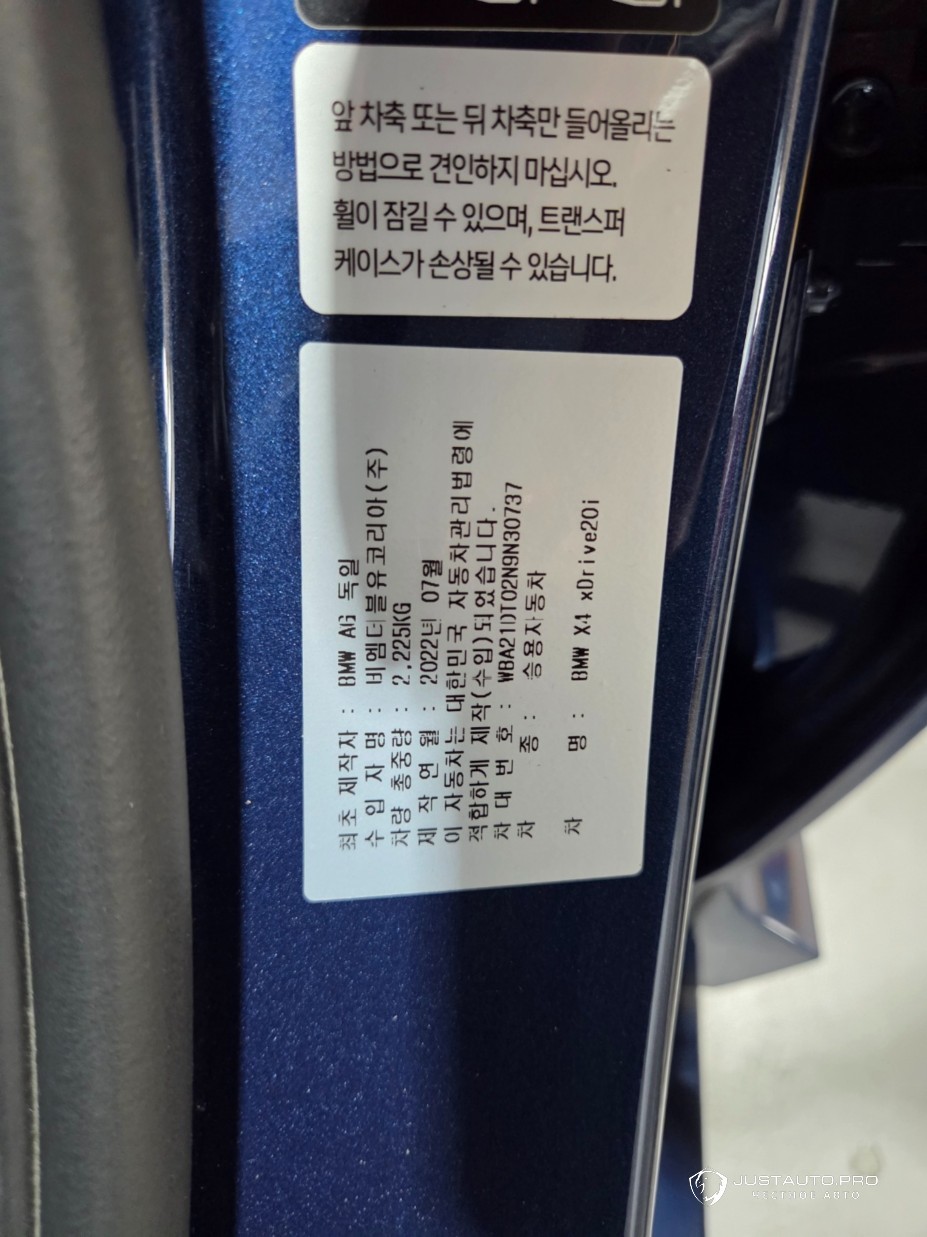 앞 차축 또는 뒤 차축만 들어올리는
방법으로 견인하지 마십시오.
휠이 잠길 수 있으며, 트랜스퍼
케이스가 손상될 수 있습니다.
최초 제작자 : BMW AG 독일
수 입 자 명 : 비엠더블유코리아(주)
차량 총중량 : 2.225KG
제 작 연 월 : 2022년 07월
이 자동차는 대한민국 자동차관리법령에
적합하게 제작(수입)되었습니다.
차 대 번 호 : WBA21DT02N9N30737
차 종 : 승용자동차
차 명 : BMW X4 xDrive20i
JUSTAUTO.PRO
ЧЕСТНОЕ АВТО